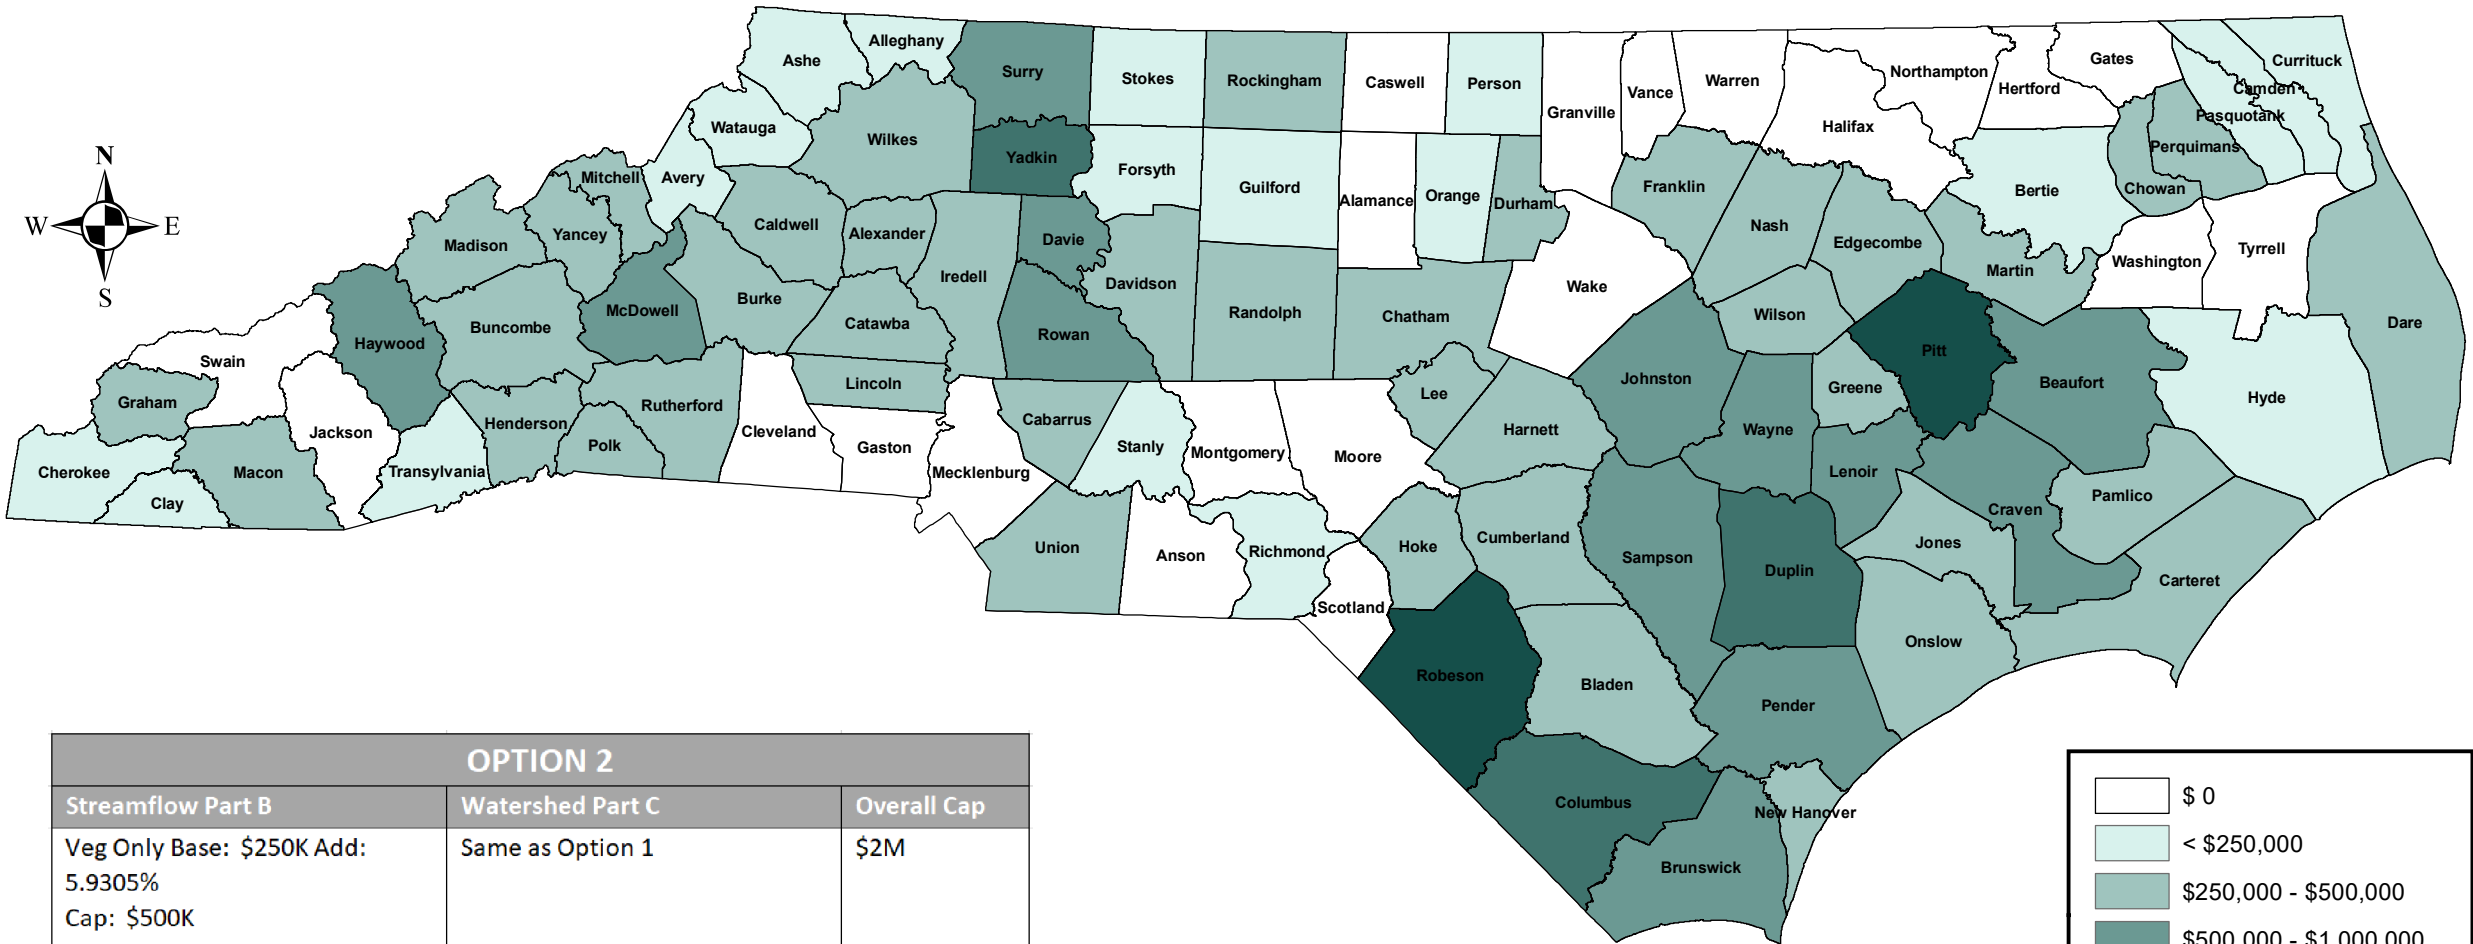 Ashe
Alleghany
Surry
Stokes
Rockingham
Caswell
Person
Granville
Vance
Warren
Northampton
Hertford
Gates
Currituck
Camden
Pasquotank
Perquimans
Chowan
Halifax
Bertie
Watauga
Wilkes
Yadkin
Forsyth
Guilford
Alamance
Orange
Durham
Franklin
Nash
Edgecombe
Martin
Washington
Tyrrell
Dare
N
W
E
S
Mitchell
Avery
Madison
Yancey
Caldwell
Alexander
Iredell
Davie
Davidson
Randolph
Chatham
Wake
Wilson
Pitt
Beaufort
Hyde
Haywood
Buncombe
McDowell
Burke
Catawba
Rowan
Johnston
Greene
Swain
Graham
Jackson
Henderson
Polk
Rutherford
Lincoln
Cleveland
Gaston
Mecklenburg
Cabarrus
Stanly
Montgomery
Moore
Lee
Harnett
Wayne
Lenoir
Craven
Pamlico
Cherokee
Clay
Macon
Transylvania
Union
Anson
Richmond
Scotland
Hoke
Cumberland
Sampson
Duplin
Jones
Carteret
Onslow
Robeson
Bladen
Pender
Columbus
New Hanover
Brunswick
OPTION 2
Streamflow Part B
Watershed Part C
Overall Cap
Veg Only Base: $250K Add:
5.9305%
Cap: $500K
Same as Option 1
$2M
$ 0
< $250,000
$250,000 - $500,000
$500,000 - $1,000,000